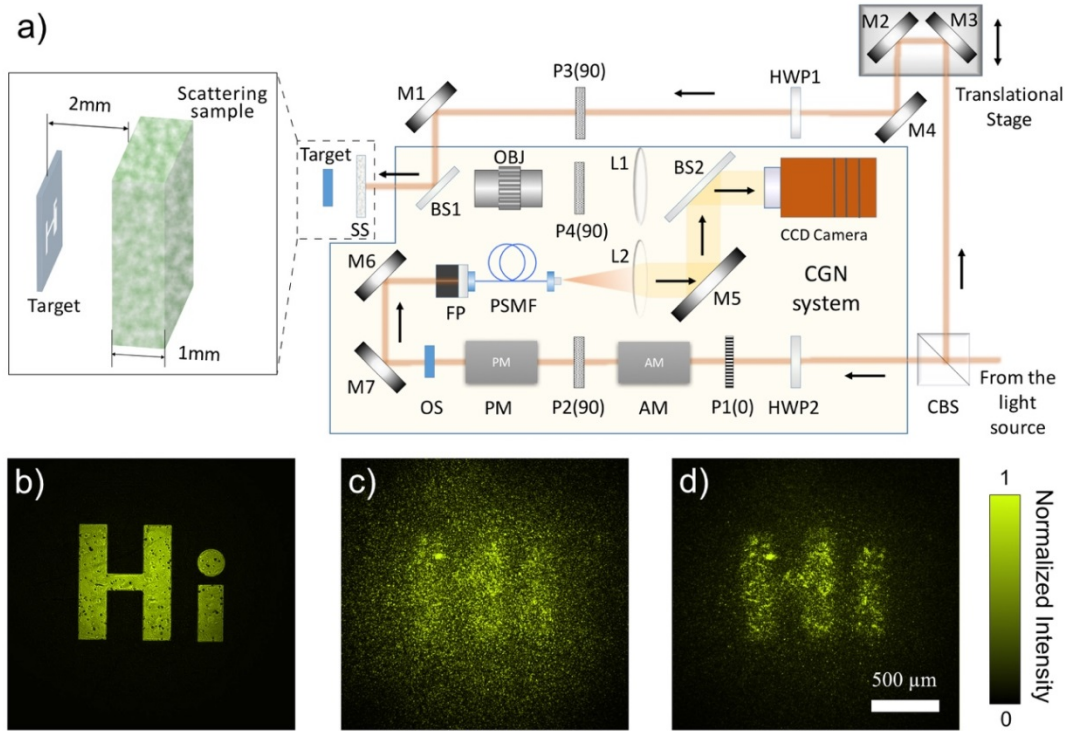 a)
M2
M3
P3(90)
HWP1
M1
M4
Translational
Stage
2mm
Scattering
sample
Target
1mm
Target
SS
BS1
OBJ
P4(90)
L1
BS2
CCD Camera
M6
FP
PSMF
L2
M5
CGN
system
M7
OS
PM
PM
P2(90)
AM
AM
P1(0)
HWP2
CBS
From the
light
source
Hi
b)
Hi
c)
d)
500 µm
1
Normalized Intensity
0